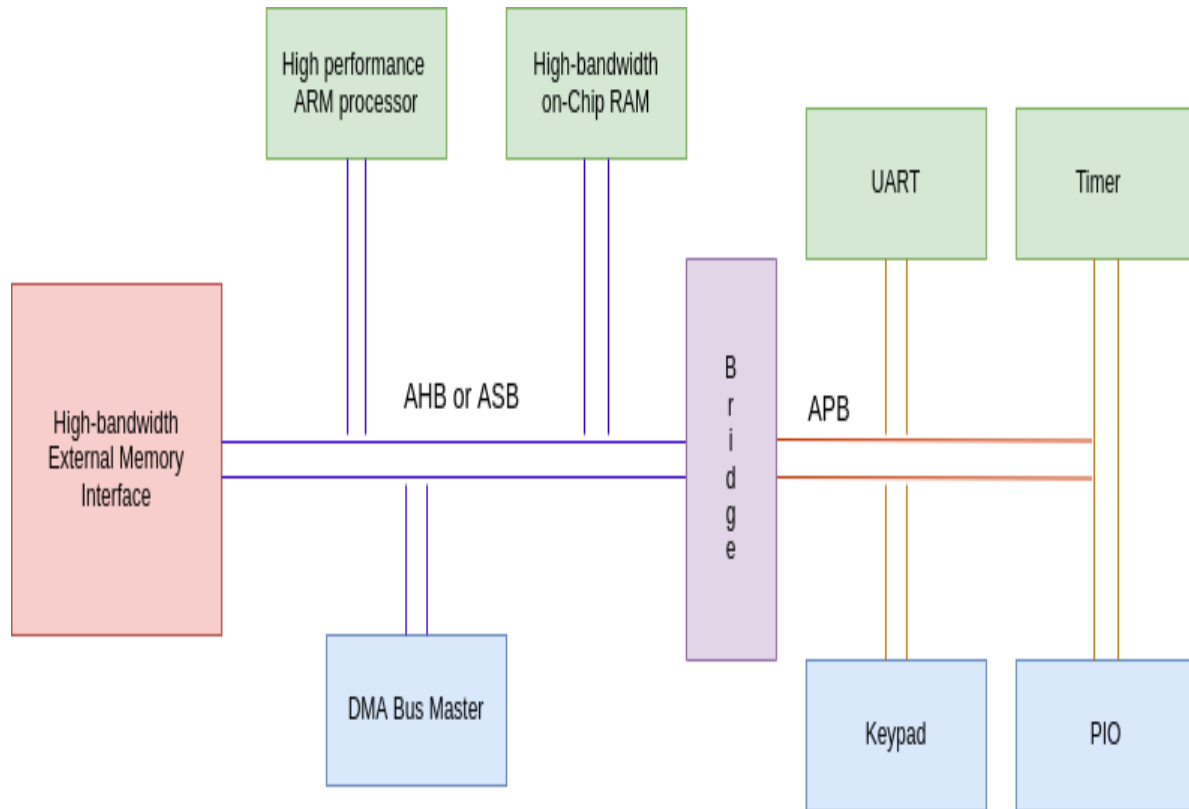 High performance
ARM processor
High-bandwidth
on-Chip RAM
UART
Timer
High-bandwidth
External Memory
Interface
AHB or ASB
B
r
i
d
g
e
APB
DMA Bus Master
Keypad
PIO